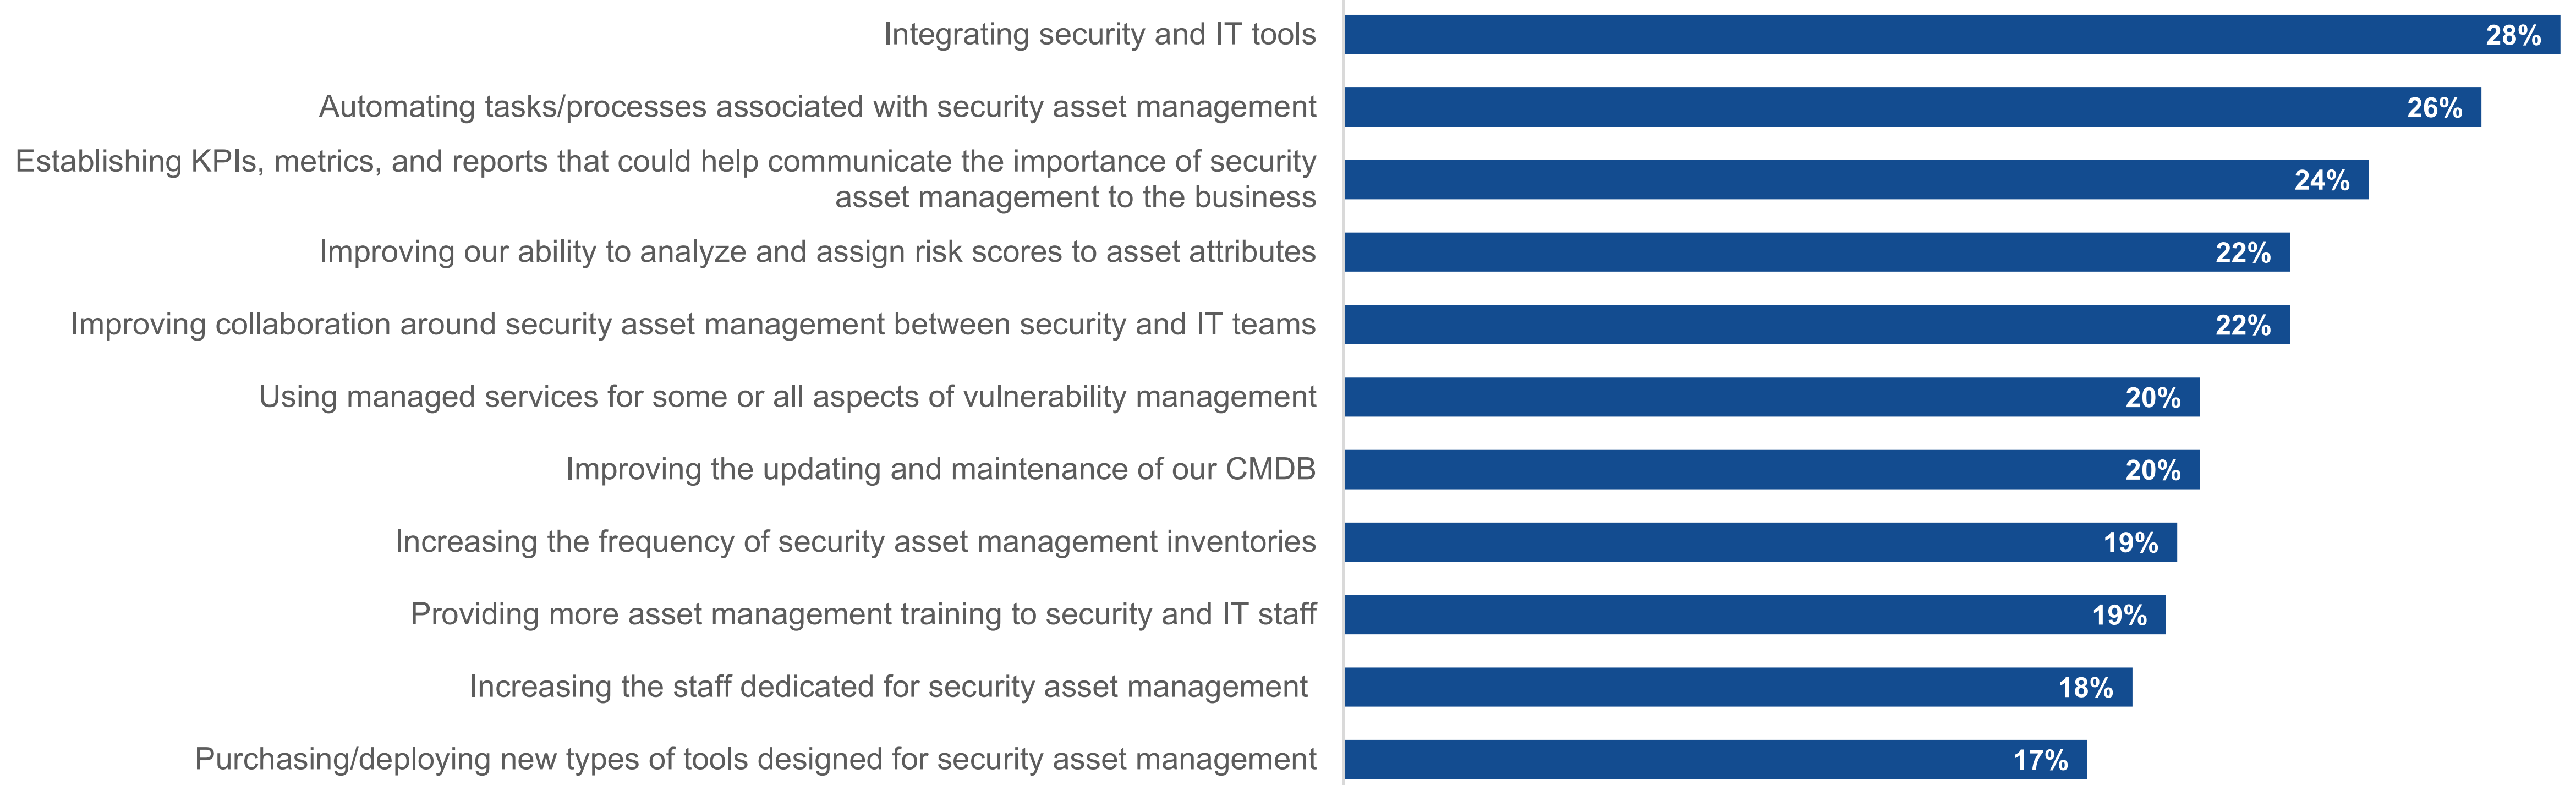 Integrating security and IT tools 28%
Automating tasks/processes associated with security asset management 26%
Establishing KPIs, metrics, and reports that could help communicate the importance of security
asset management to the business 24%
Improving our ability to analyze and assign risk scores to asset attributes 22%
Improving collaboration around security asset management between security and IT teams 22%
Using managed services for some or all aspects of vulnerability management 20%
Improving the updating and maintenance of our CMDB 20%
Increasing the frequency of security asset management inventories 19%
Providing more asset management training to security and IT staff 19%
Increasing the staff dedicated for security asset management 18%
Purchasing/deploying new types of tools designed for security asset management 17%